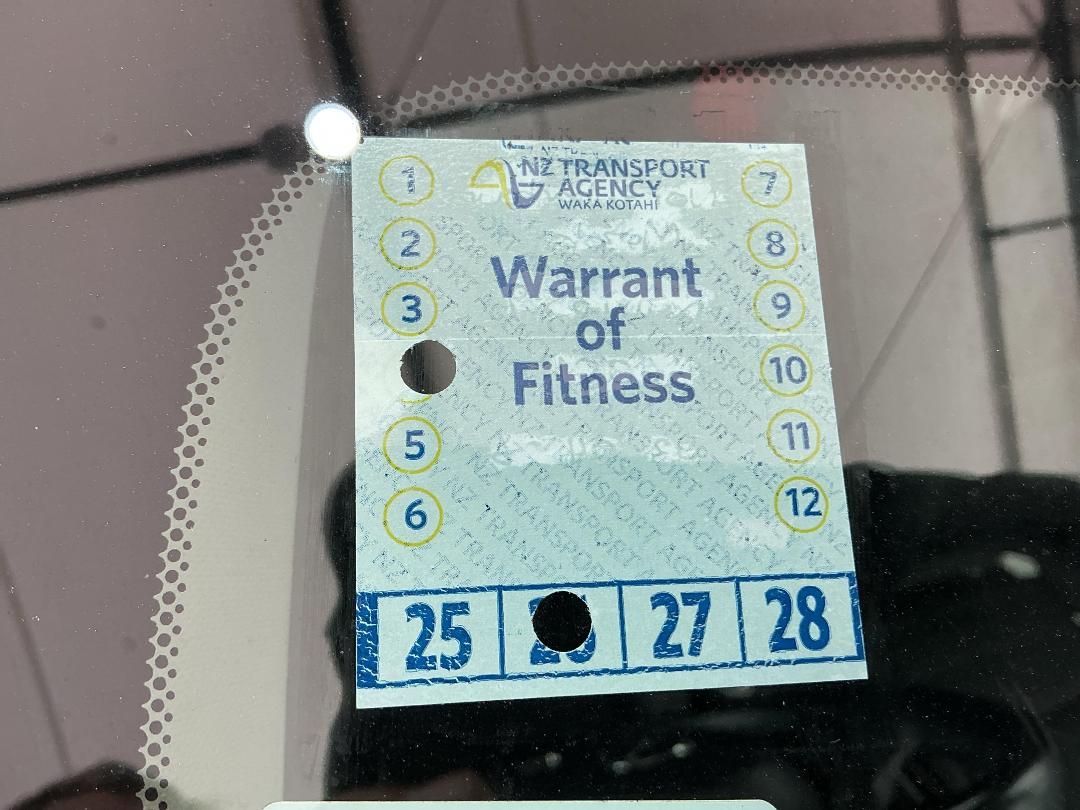 NZ TRANSPORT
AGENCY
WAKA KOTAHI
Warrant
of
Fitness
1
2
3
5
6
7
8
9
10
11
12
25 26 27 28